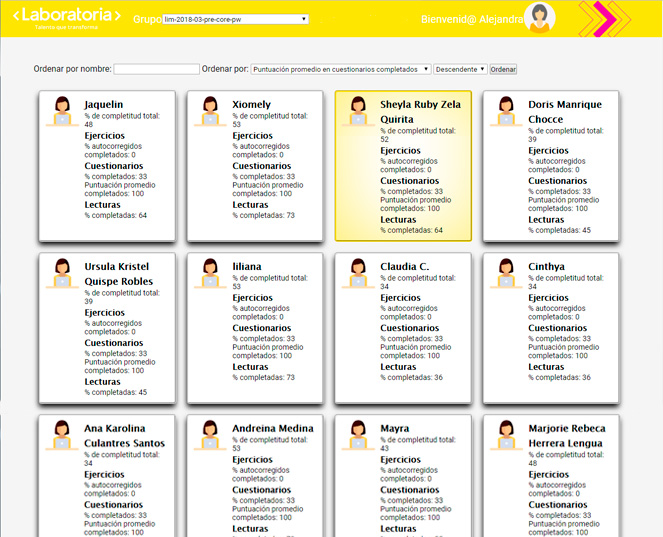 <Laboratoria>
Talento que transforma
Grupo lim-2018-03-pre-core-pw
Bienvenid@ Alejandra
Ordenar por nombre: Ordenar por: Puntuación promedio en cuestionarios completados Descendente Ordenar
Jaquelin
% de completitud total:
48
Ejercicios
% autocorregidos
completados: 0
Cuestionarios
% completados: 33
Puntuación promedio
completados: 100
Lecturas
% completadas: 64
Xiomely
% de completitud total:
53
Ejercicios
% autocorregidos
completados: 0
Cuestionarios
% completados: 33
Puntuación promedio
completados: 100
Lecturas
% completadas: 73
Sheyla Ruby Zela
Quirita
% de completitud total:
52
Ejercicios
% autocorregidos
completados: 0
Cuestionarios
% completados: 33
Puntuación promedio
completados: 100
Lecturas
% completadas: 64
Doris Manrique
Chocce
% de completitud total:
39
Ejercicios
% autocorregidos
completados: 0
Cuestionarios
% completados: 33
Puntuación promedio
completados: 100
Lecturas
% completadas: 45
Ursula Kristel
Quispe Robles
% de completitud total:
39
Ejercicios
% autocorregidos
completados: 0
Cuestionarios
% completados: 33
Puntuación promedio
completados: 100
Lecturas
% completadas: 45
liliana
% de completitud total:
53
Ejercicios
% autocorregidos
completados: 0
Cuestionarios
% completados: 33
Puntuación promedio
completados: 100
Lecturas
% completadas: 73
Claudia C.
% de completitud total:
34
Ejercicios
% autocorregidos
completados: 0
Cuestionarios
% completados: 33
Puntuación promedio
completados: 100
Lecturas
% completadas: 36
Cinthya
% de completitud total:
34
Ejercicios
% autocorregidos
completados: 0
Cuestionarios
% completados: 33
Puntuación promedio
completados: 100
Lecturas
% completadas: 36
Ana Karolina
Culantres Santos
% de completitud total:
34
Ejercicios
% autocorregidos
completados: 0
Cuestionarios
% completados: 33
Puntuación promedio
completados: 100
Lecturas
Andreina Medina
% de completitud total:
53
Ejercicios
% autocorregidos
completados: 0
Cuestionarios
% completados: 33
Puntuación promedio
completados: 100
Lecturas
Mayra
% de completitud total:
43
Ejercicios
% autocorregidos
completados: 0
Cuestionarios
% completados: 33
Puntuación promedio
completados: 100
Lecturas
Marjorie Rebeca
Herrera Lengua
% de completitud total:
48
Ejercicios
% autocorregidos
completados: 0
Cuestionarios
% completados: 33
Puntuación promedio
completados: 100
Lecturas